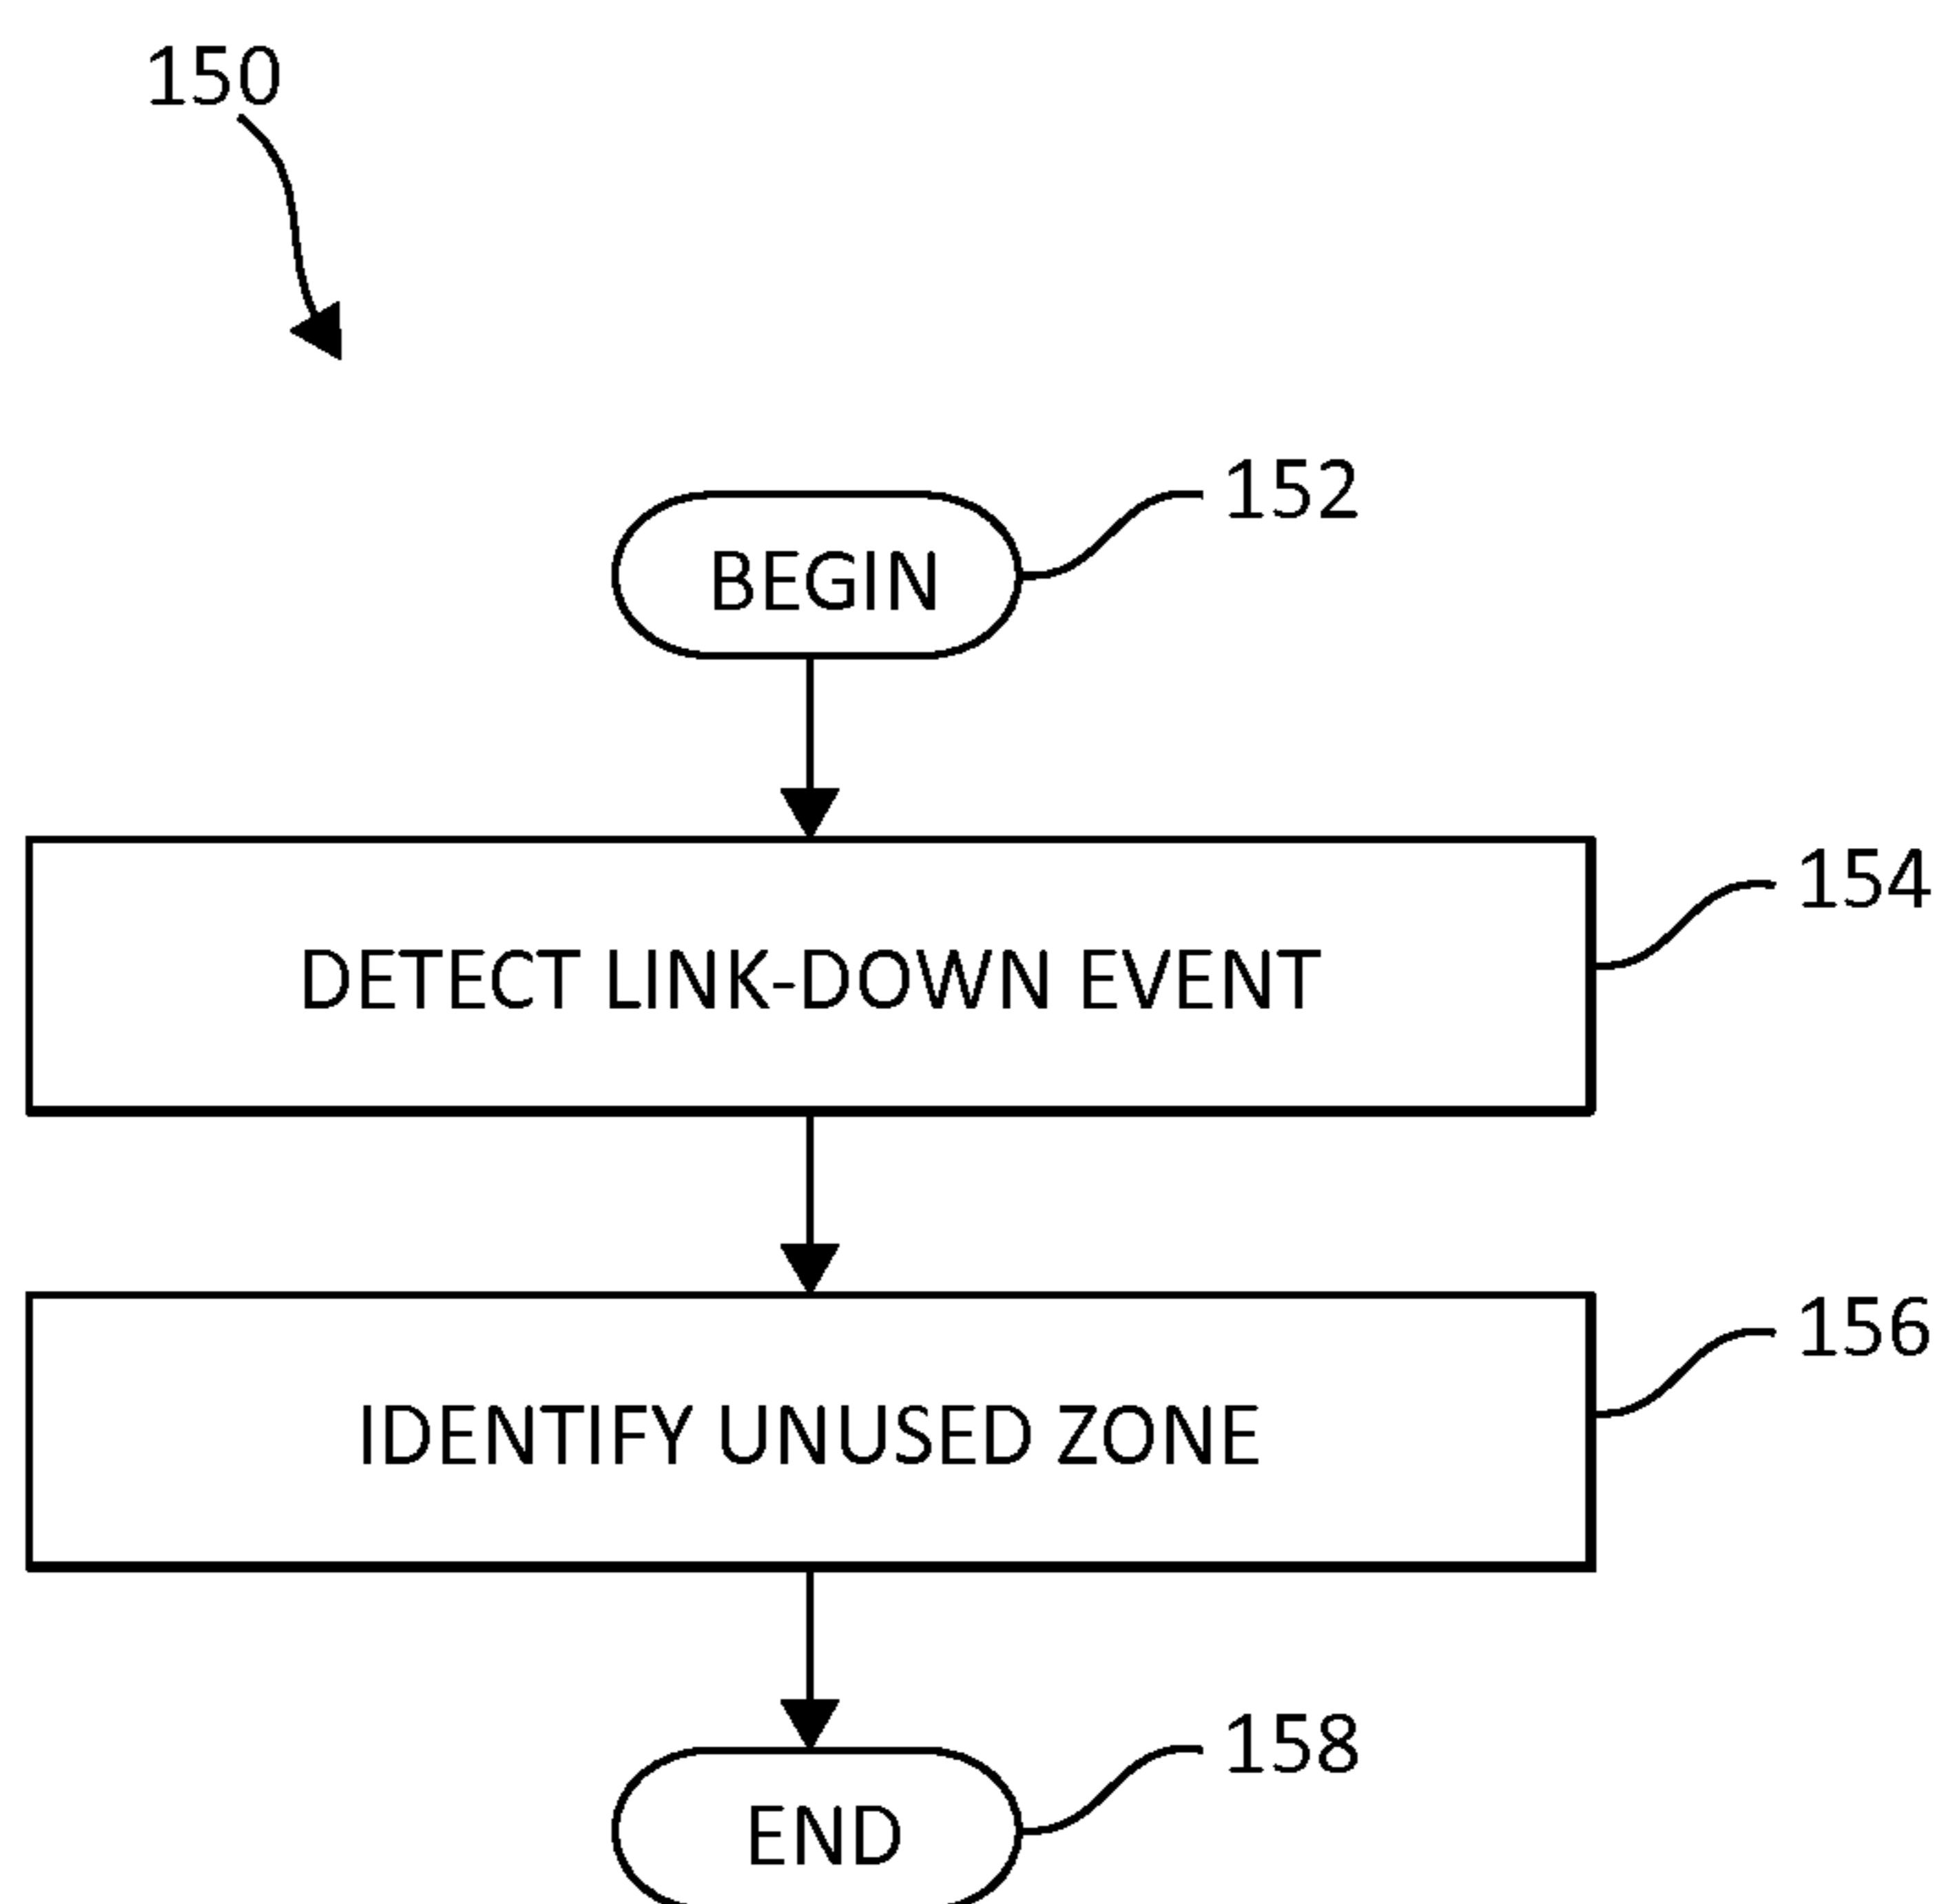 150
152
BEGIN
154
DETECT LINK-DOWN EVENT
156
IDENTIFY UNUSED ZONE
158
END